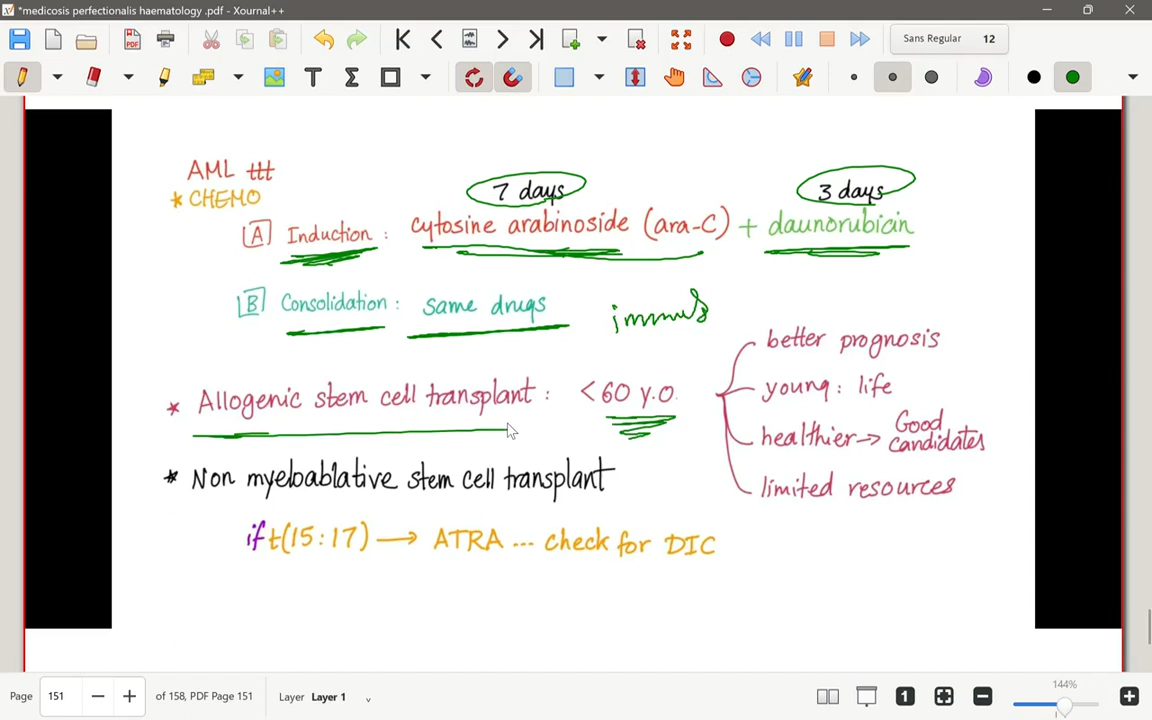 *medicosis perfectionalis haematology .pdf - Xournal++
PDF
Sans Regular 12
AML ttt
* CHEMO
7 days 3 days
A Induction : cytosine arabinoside (ara-C) + daunorubicin
B Consolidation : same drugs
better prognosis
* Allogenic stem cell transplant : < 60 y.o. young : life
healthier → Good candidates
* Non myeloablative stem cell transplant limited resources
if t(15:17) → ATRA ... check for DIC
Page 151 of 158, PDF Page 151 Layer Layer 1 1 144%